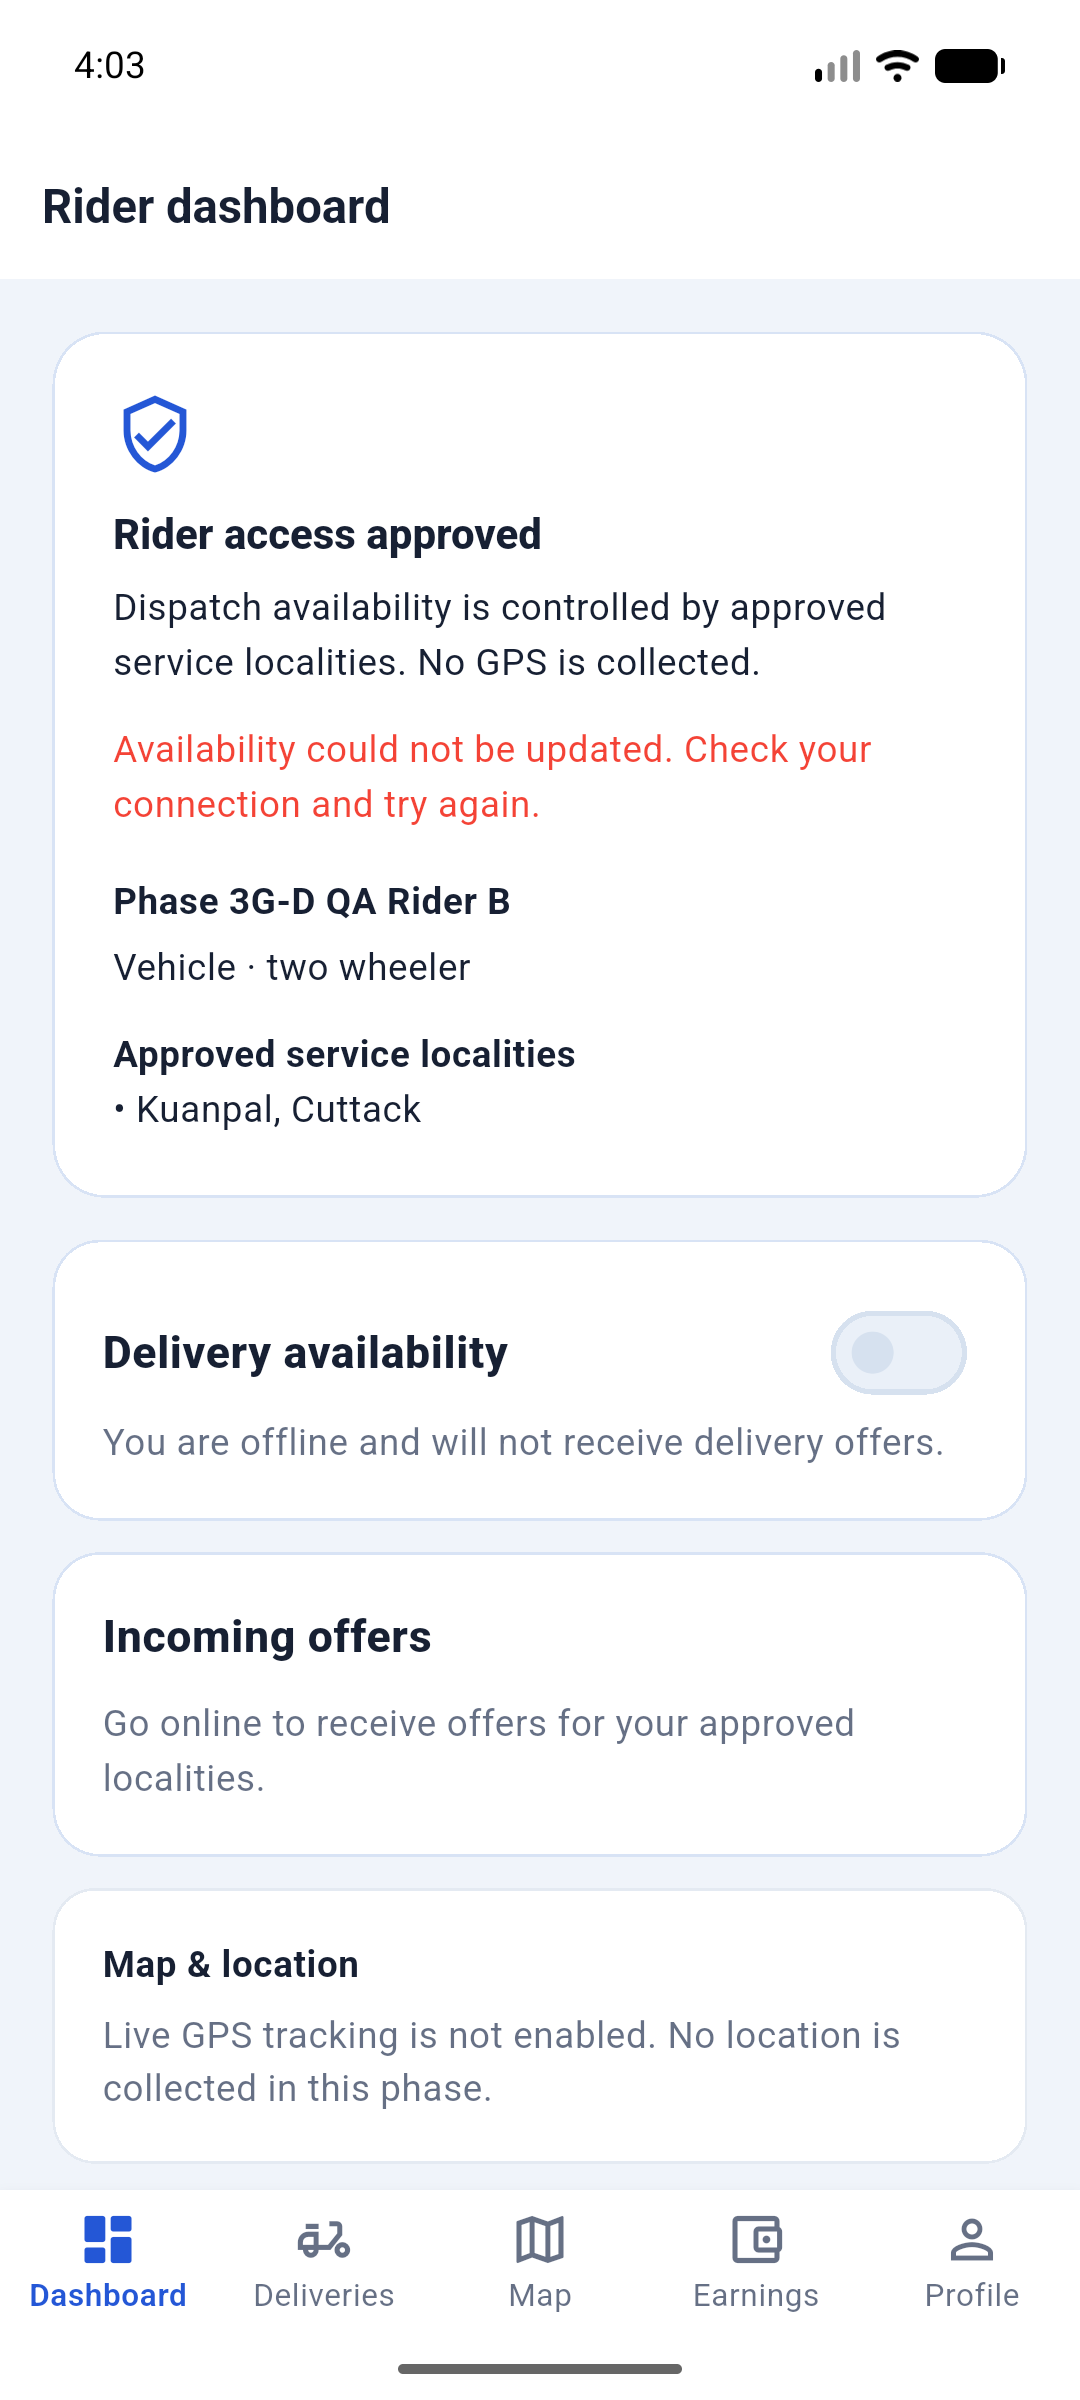 4:03
Rider dashboard
Rider access approved
Dispatch availability is controlled by approved
service localities. No GPS is collected.
Availability could not be updated. Check your
connection and try again.
Phase 3G-D QA Rider B
Vehicle · two wheeler
Approved service localities
• Kuanpal, Cuttack
Delivery availability
You are offline and will not receive delivery offers.
Incoming offers
Go online to receive offers for your approved
localities.
Map & location
Live GPS tracking is not enabled. No location is
collected in this phase.
Dashboard
Deliveries
Map
Earnings
Profile